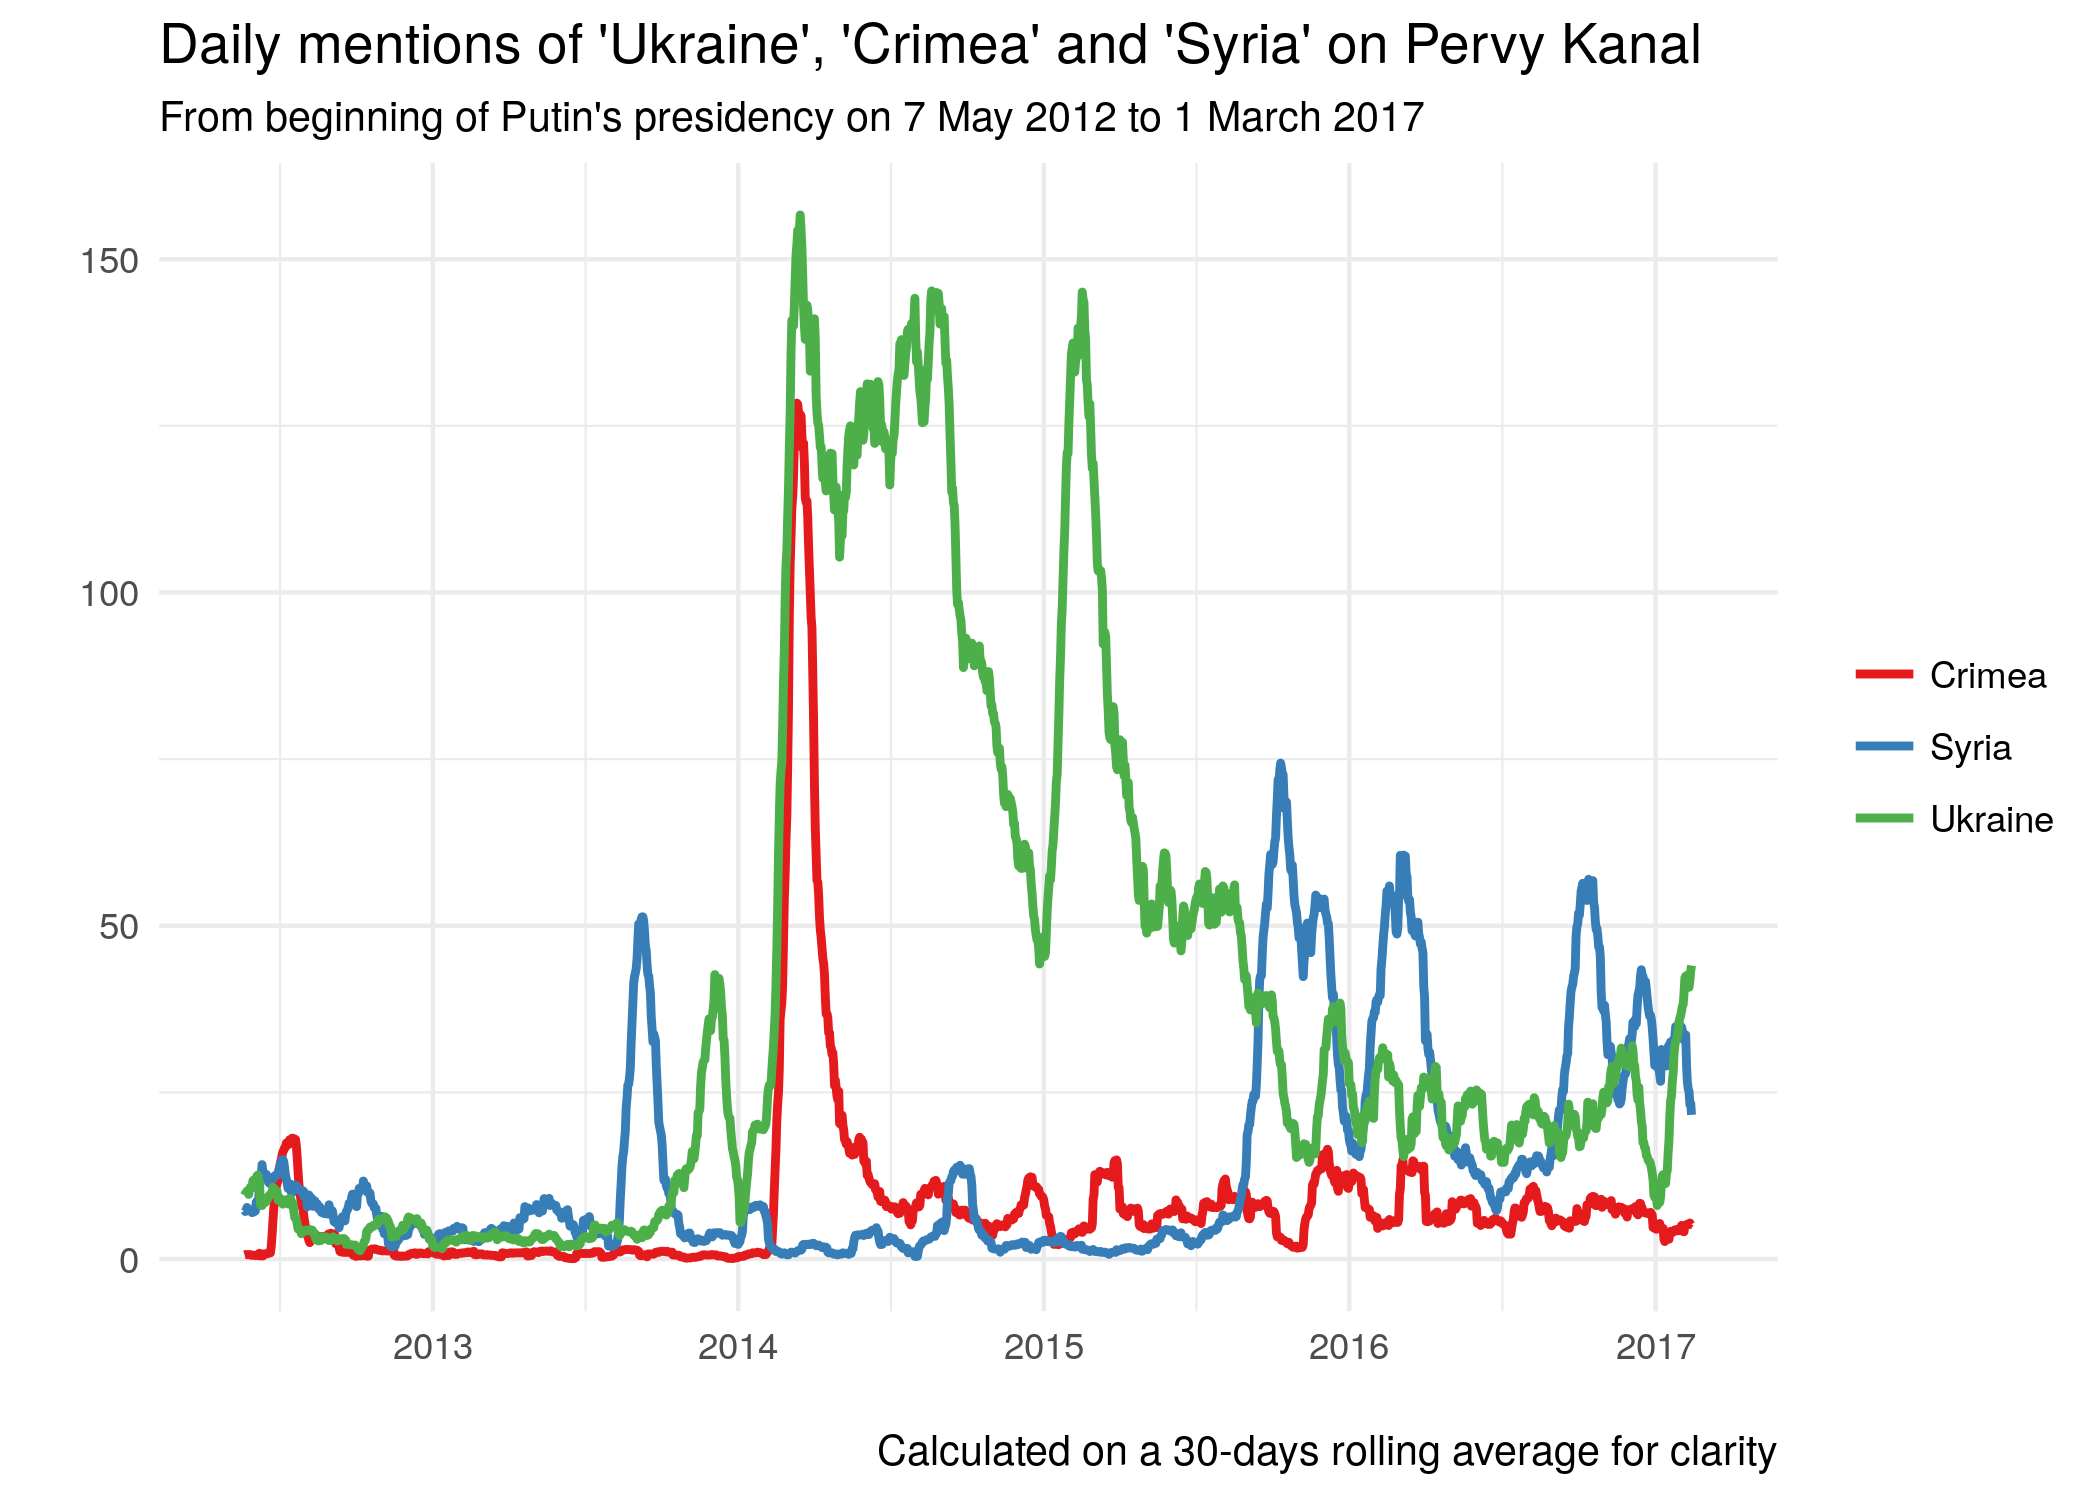 Daily mentions of 'Ukraine', 'Crimea' and 'Syria' on Pervy Kanal
From beginning of Putin's presidency on 7 May 2012 to 1 March 2017
150
100
50
0
2013 2014 2015 2016 2017
Crimea
Syria
Ukraine
Calculated on a 30-days rolling average for clarity